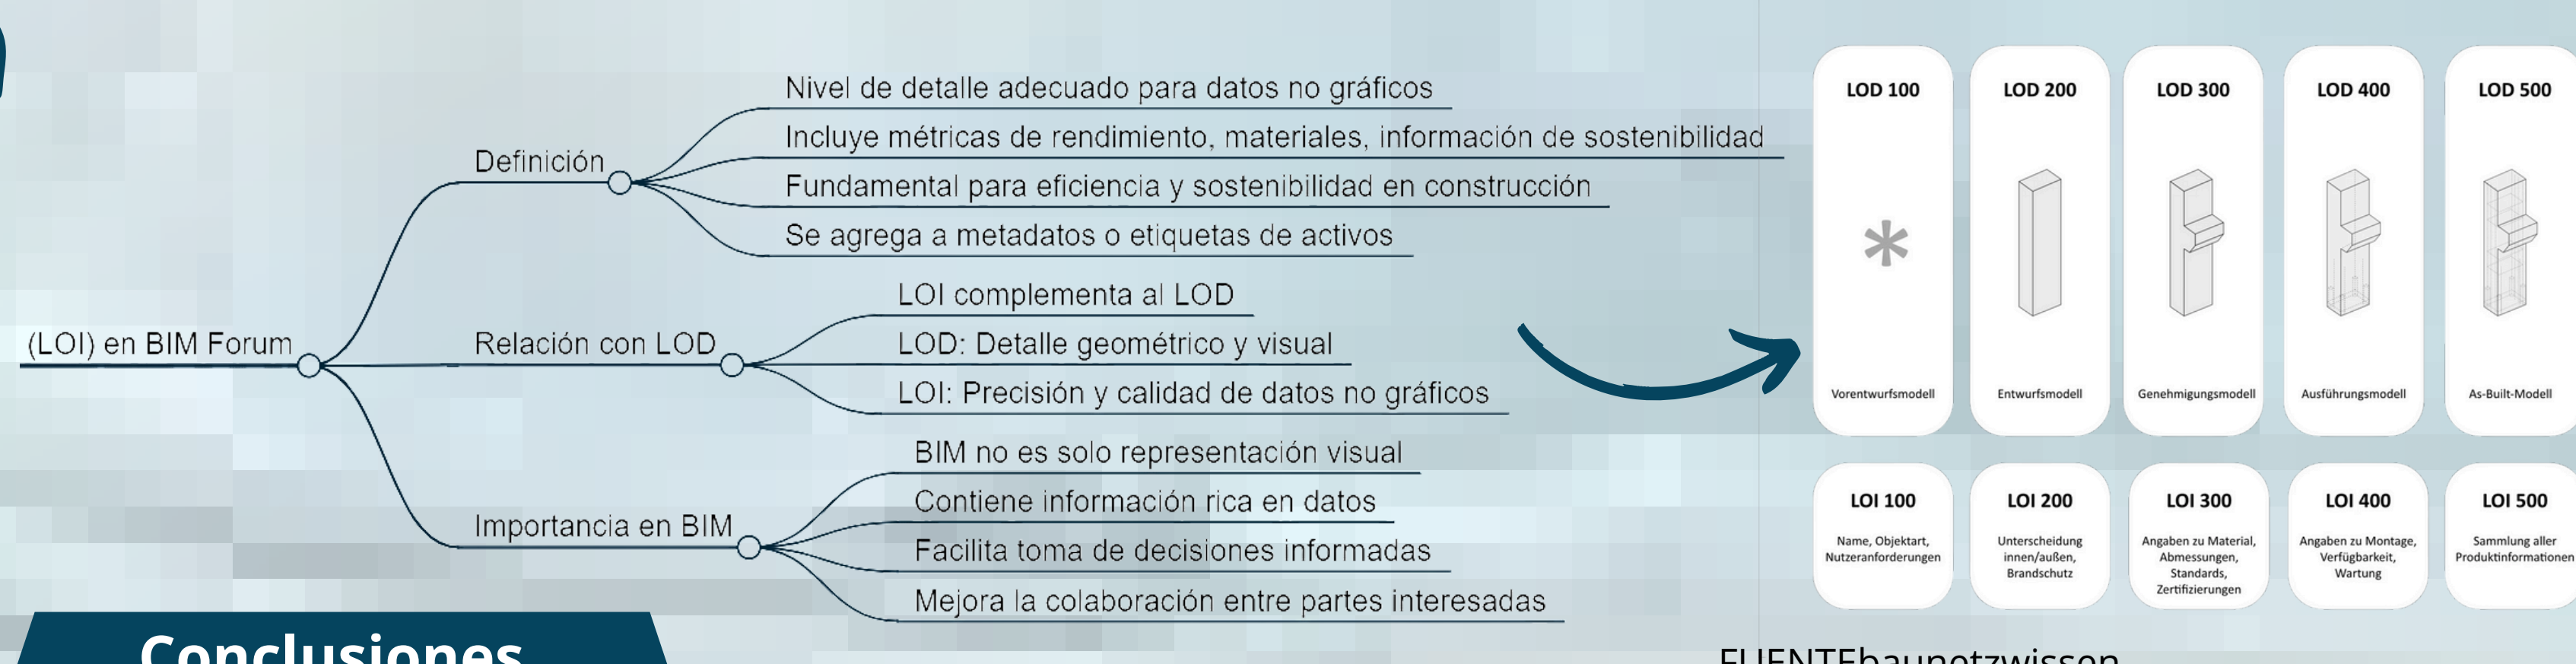 (LOI) en BIM Forum
Definición
Nivel de detalle adecuado para datos no gráficos
Incluye métricas de rendimiento, materiales, información de sostenibilidad
Fundamental para eficiencia y sostenibilidad en construcción
Se agrega a metadatos o etiquetas de activos
Relación con LOD
LOI complementa al LOD
LOD: Detalle geométrico y visual
LOI: Precisión y calidad de datos no gráficos
Importancia en BIM
BIM no es solo representación visual
Contiene información rica en datos
Facilita toma de decisiones informadas
Mejora la colaboración entre partes interesadas
LOD 100
*
Vorentwurfsmodell
LOD 200
Entwurfsmodell
LOD 300
Genehmigungsmodell
LOD 400
Ausführungsmodell
LOD 500
As-Built-Modell
LOI 100
Name, Objektart,
Nutzeranforderungen
LOI 200
Unterscheidung
innen/außen,
Brandschutz
LOI 300
Angaben zu Material,
Abmessungen,
Standards,
Zertifizierungen
LOI 400
Angaben zu Montage,
Verfügbarkeit,
Wartung
LOI 500
Sammlung aller
Produktinformationen
Conclusiones
FUENTEbaunetzwissen